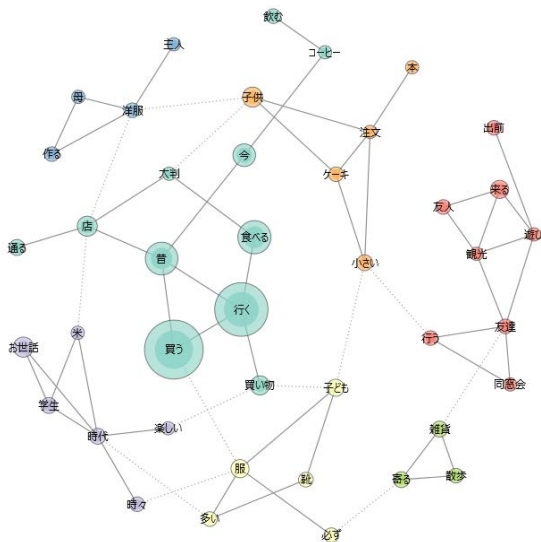 飲む
主人
コーヒー
本
母
子供
洋服
注文
出前
作る
今
大判
ケーキ
来る
友人
店
食べる
遊び
通る
昔
観光
小さい
行く
友達
米
行う
お世話
買う
同窓会
買い物
子ども
学生
楽しい
雑貨
時代
服
靴
寄る
散歩
時々
多い
必ず